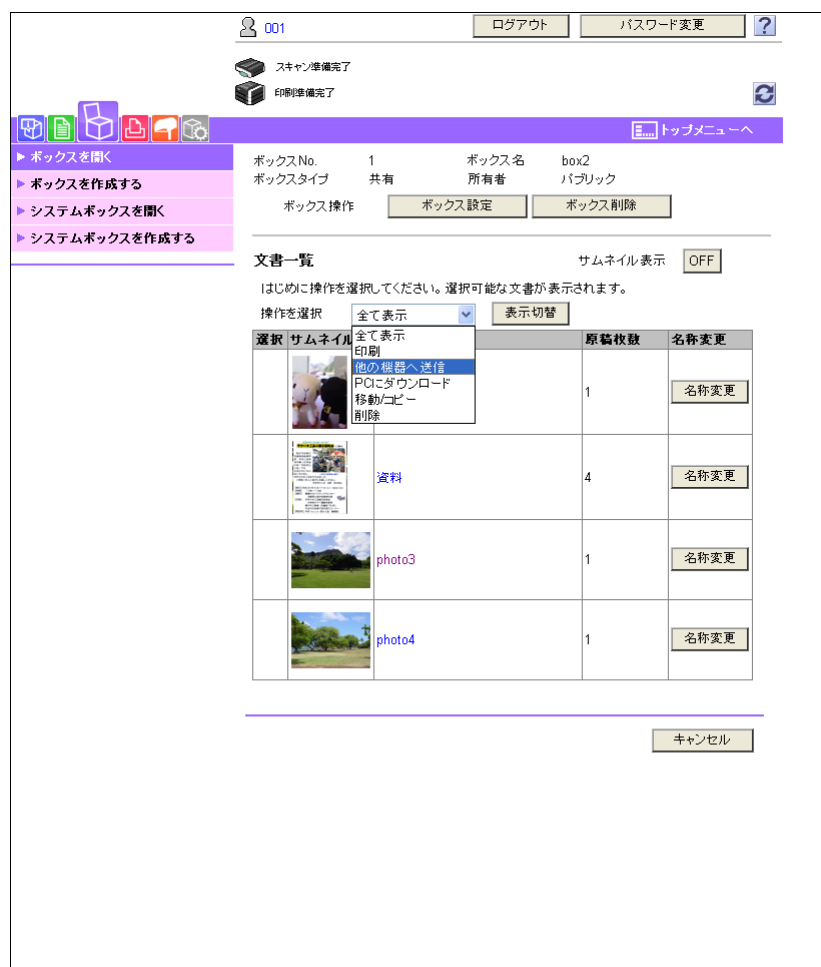 001 ログアウト パスワード変更 ?
スキャン準備完了
印刷準備完了
トップメニューへ
ボックスを開く
ボックスを作成する
システムボックスを開く
システムボックスを作成する
ボックスNo. 1 ボックス名 box2
ボックスタイプ 共有 所有者 パブリック
ボックス操作 ボックス設定 ボックス削除
文書一覧 サムネイル表示 OFF
はじめに操作を選択してください。選択可能な文書が表示されます。
操作を選択 全て表示 表示切替
選択 サムネイル 原稿枚数 名称変更
全て表示
印刷
他の機器へ送信
PCにダウンロード
移動/コピー
削除
1 名称変更
資料 4 名称変更
photo3 1 名称変更
photo4 1 名称変更
キャンセル